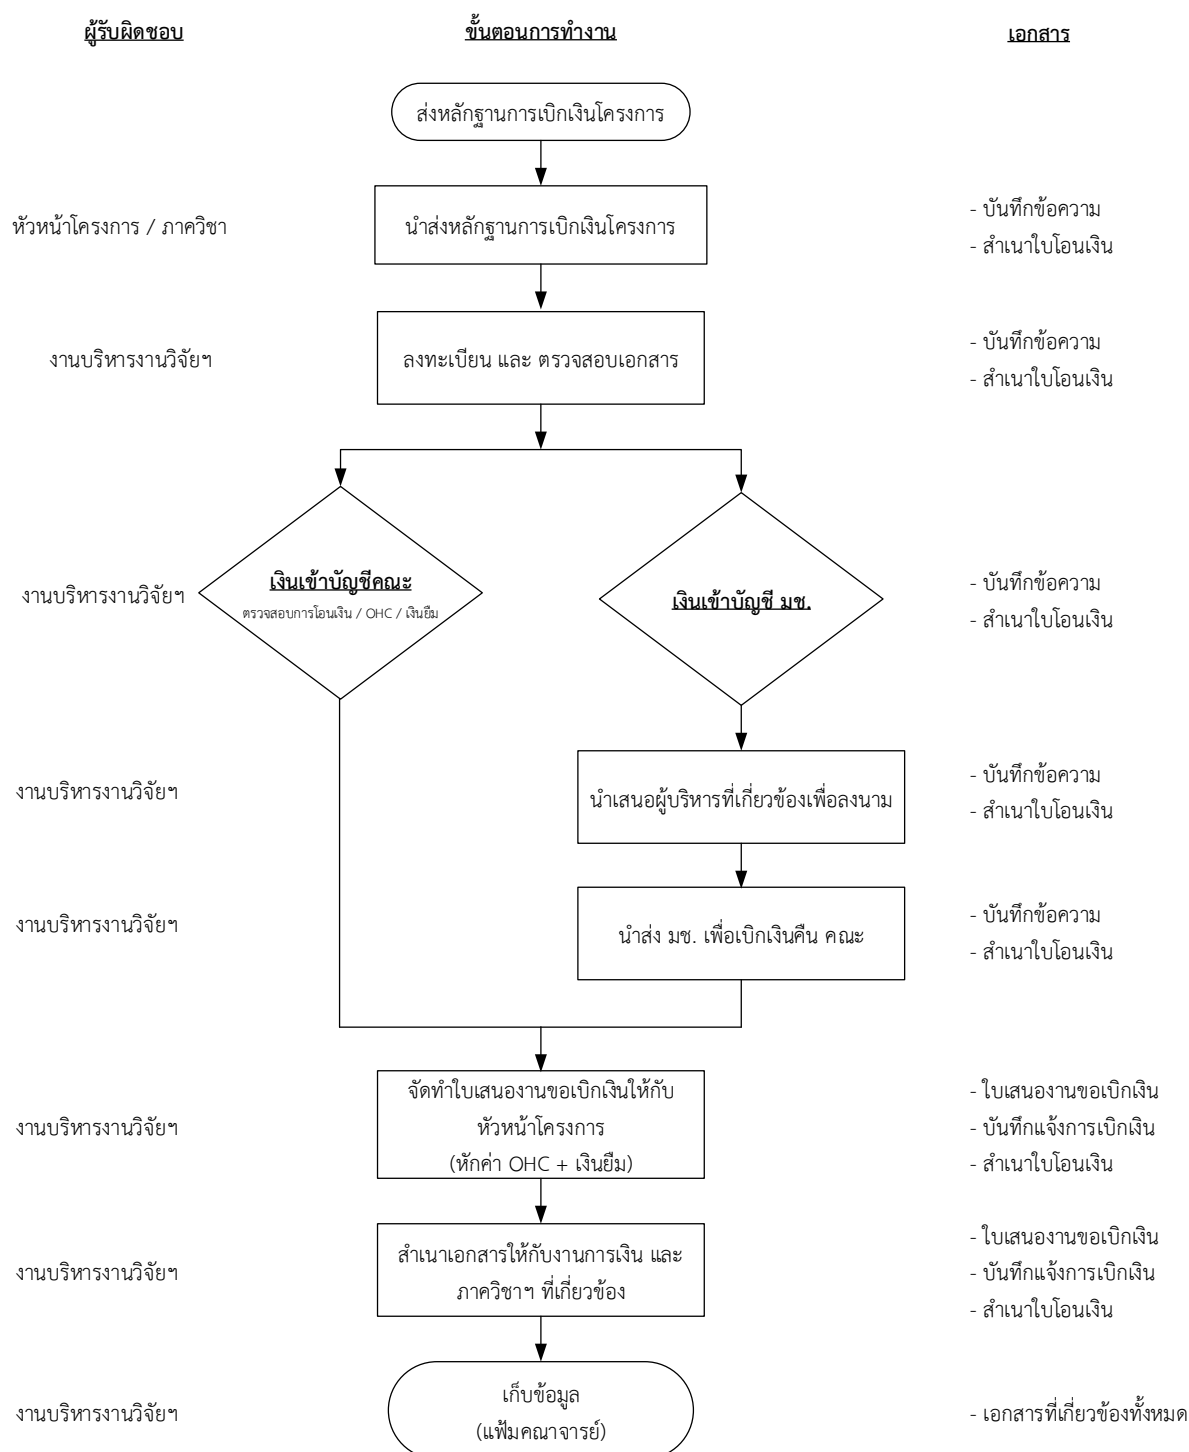 ผู้รับผิดชอบ
ขั้นตอนการทำงาน
เอกสาร
ส่งหลักฐานการเบิกเงินโครงการ
หัวหน้าโครงการ / ภาควิชา
นำส่งหลักฐานการเบิกเงินโครงการ
- บันทึกข้อความ
- สำเนาใบโอนเงิน
งานบริหารงานวิจัยฯ
ลงทะเบียน และ ตรวจสอบเอกสาร
- บันทึกข้อความ
- สำเนาใบโอนเงิน
งานบริหารงานวิจัยฯ
เงินเข้าบัญชีคณะ
ตรวจสอบการโอนเงิน / OHC / เงินยืม
เงินเข้าบัญชี มช.
- บันทึกข้อความ
- สำเนาใบโอนเงิน
งานบริหารงานวิจัยฯ
นำเสนอผู้บริหารที่เกี่ยวข้องเพื่อลงนาม
- บันทึกข้อความ
- สำเนาใบโอนเงิน
งานบริหารงานวิจัยฯ
นำส่ง มช. เพื่อเบิกเงินคืน คณะ
- บันทึกข้อความ
- สำเนาใบโอนเงิน
งานบริหารงานวิจัยฯ
จัดทำใบเสนองานขอเบิกเงินให้กับ
หัวหน้าโครงการ
(หักค่า OHC + เงินยืม)
- ใบเสนองานขอเบิกเงิน
- บันทึกแจ้งการเบิกเงิน
- สำเนาใบโอนเงิน
งานบริหารงานวิจัยฯ
สำเนาเอกสารให้กับงานการเงิน และ
ภาควิชาฯ ที่เกี่ยวข้อง
- ใบเสนองานขอเบิกเงิน
- บันทึกแจ้งการเบิกเงิน
- สำเนาใบโอนเงิน
งานบริหารงานวิจัยฯ
เก็บข้อมูล
(แฟ้มคณาจารย์)
- เอกสารที่เกี่ยวข้องทั้งหมด